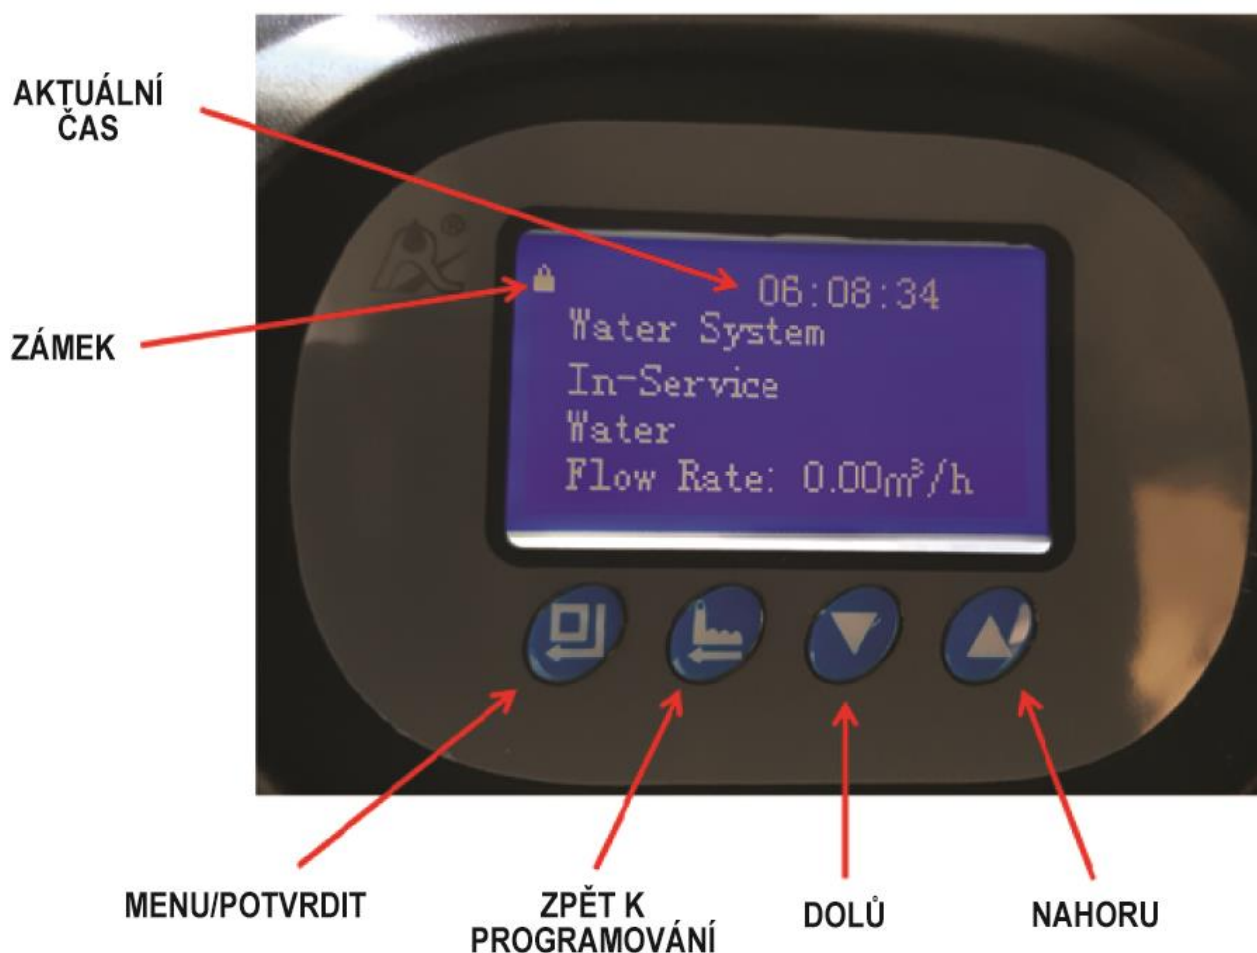 AKTUÁLNÍ
ČAS
®
06:08:34
ZÁMEK
Water System
In-Service
Water
Flow Rate: 0.00m³/h
MENU/POTVRDIT
ZPĚT K
PROGRAMOVÁNÍ
DOLŮ
NAHORU